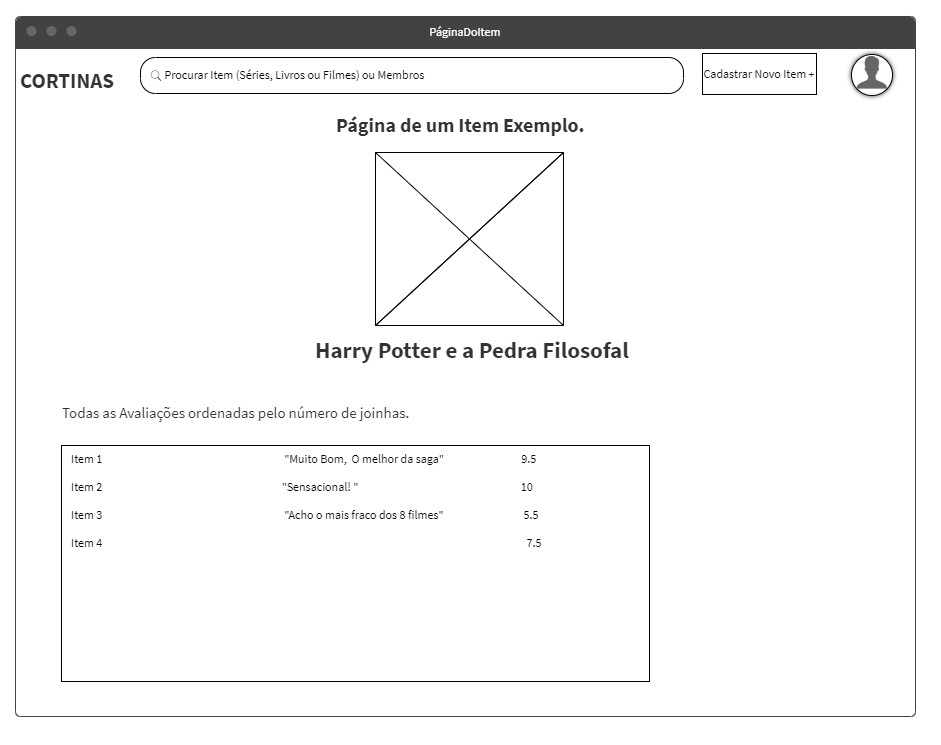 PáginaDoItem
CORTINAS
Procurar Item (Séries, Livros ou Filmes) ou Membros
Cadastrar Novo Item +
Página de um Item Exemplo.
Harry Potter e a Pedra Filosofal
Todas as Avaliações ordenadas pelo número de joinhas.
Item 1 "Muito Bom, O melhor da saga" 9.5
Item 2 "Sensacional! " 10
Item 3 "Acho o mais fraco dos 8 filmes" 5.5
Item 4 7.5